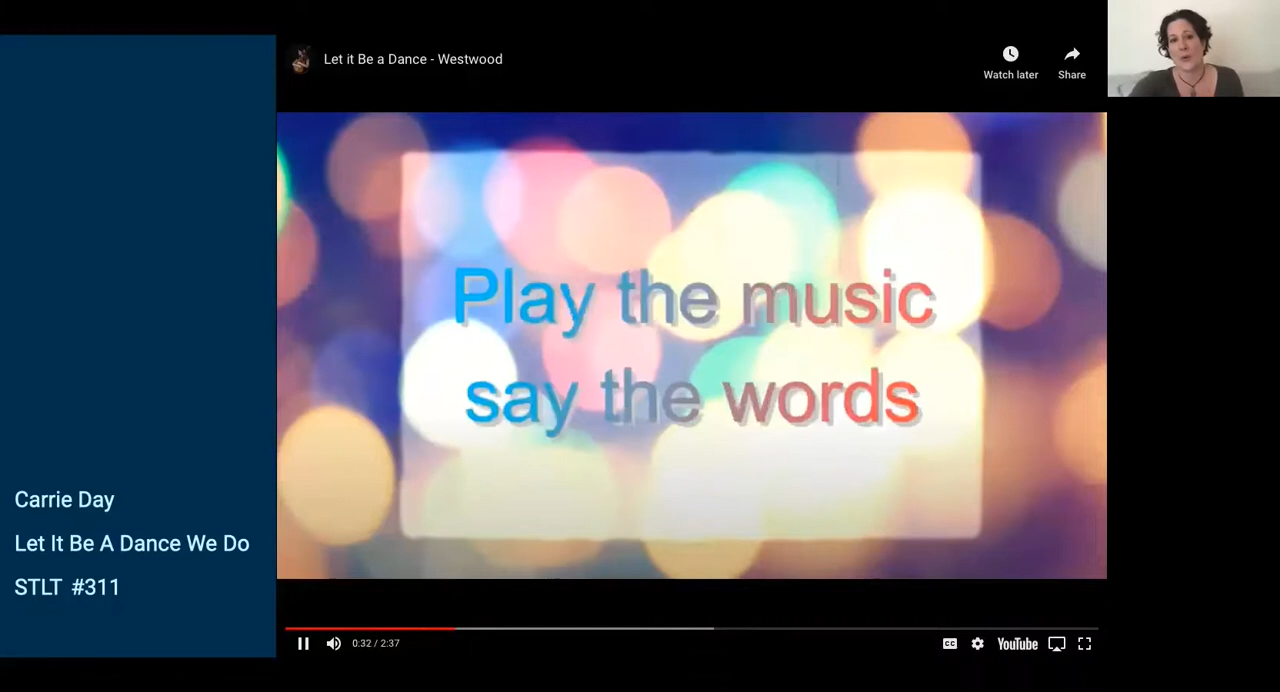 Let it Be a Dance - Westwood
Watch later
Share
Play the music
say the words
Carrie Day
Let It Be A Dance We Do
STLT #311
0:32 / 2:37
CC
YouTube